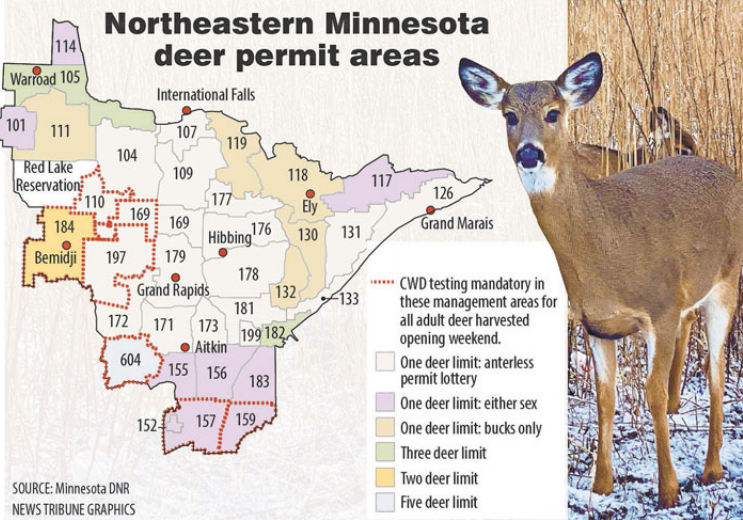 Northeastern Minnesota
deer permit areas
114
Warroad
105
International Falls
101
111
107
119
104
118
117
Red Lake
Reservation
109
126
110
177
Ely
169
169
Grand Marais
184
176
130
131
Hibbing
Bemidji
197
179
178
Grand Rapids
132
133
181
172
171
173
199
182
Aitkin
604
155
156
183
152
157
159
CWD testing mandatory in
these management areas for
all adult deer harvested
opening weekend.
One deer limit: anterless
permit lottery
One deer limit: either sex
One deer limit: bucks only
Three deer limit
Two deer limit
Five deer limit
SOURCE: Minnesota DNR
NEWS TRIBUNE GRAPHICS